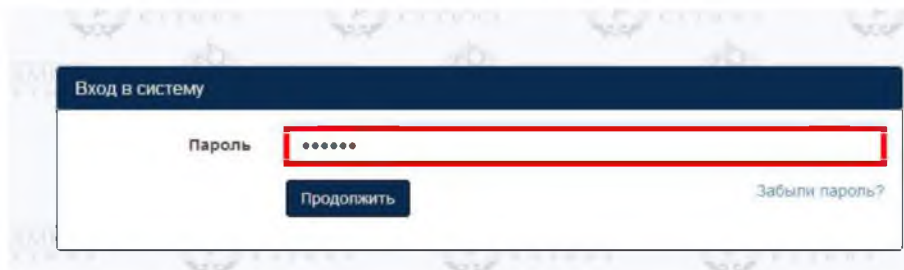 Вход в систему
Пароль ••••••
Продолжить Забыли пароль?